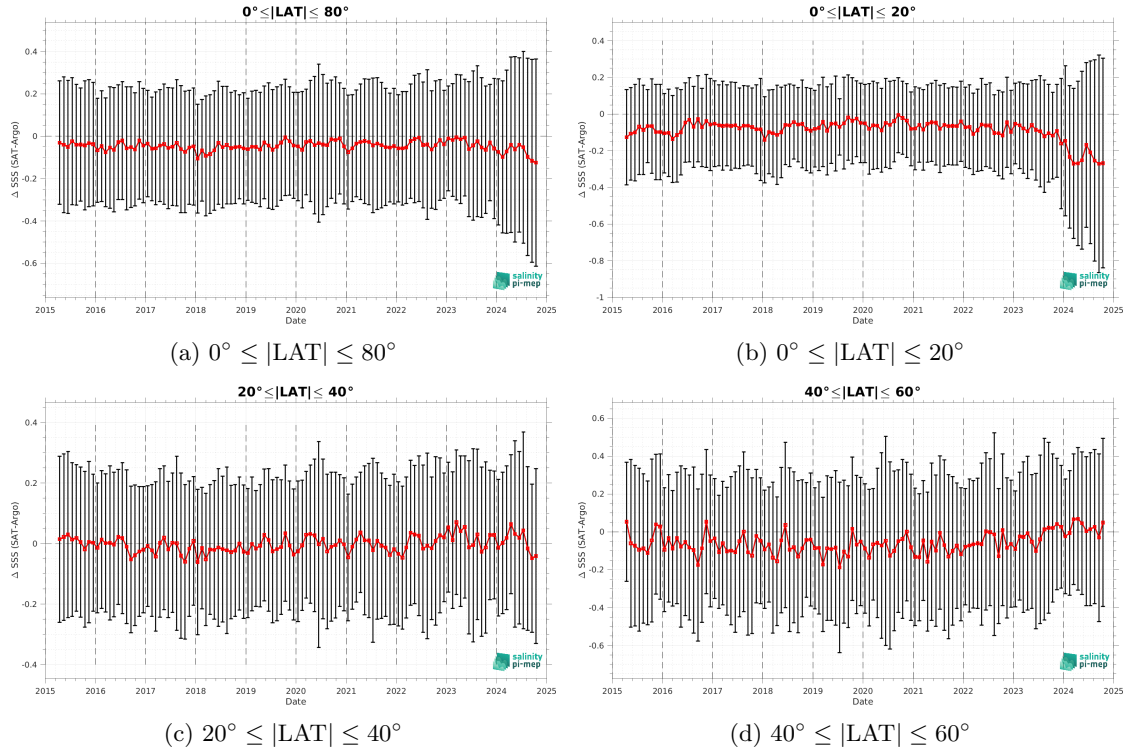 0°≤|LAT|≤ 80°
Δ SSS (SAT-Argo)
0.4
0.2
0
-0.2
-0.4
-0.6
2015 2016 2017 2018 2019 2020 2021 2022 2023 2024 2025
Date
salinity
pi-mep
(a) 0° ≤ |LAT| ≤ 80°
0°≤|LAT|≤ 20°
Δ SSS (SAT-Argo)
0.4
0.2
0
-0.2
-0.4
-0.6
-0.8
-1
2015 2016 2017 2018 2019 2020 2021 2022 2023 2024 2025
Date
salinity
pi-mep
(b) 0° ≤ |LAT| ≤ 20°
20°≤|LAT|≤ 40°
Δ SSS (SAT-Argo)
0.4
0.2
0
-0.2
-0.4
2015 2016 2017 2018 2019 2020 2021 2022 2023 2024 2025
Date
salinity
pi-mep
(c) 20° ≤ |LAT| ≤ 40°
40°≤|LAT|≤ 60°
Δ SSS (SAT-Argo)
0.6
0.4
0.2
0
-0.2
-0.4
-0.6
2015 2016 2017 2018 2019 2020 2021 2022 2023 2024 2025
Date
salinity
pi-mep
(d) 40° ≤ |LAT| ≤ 60°